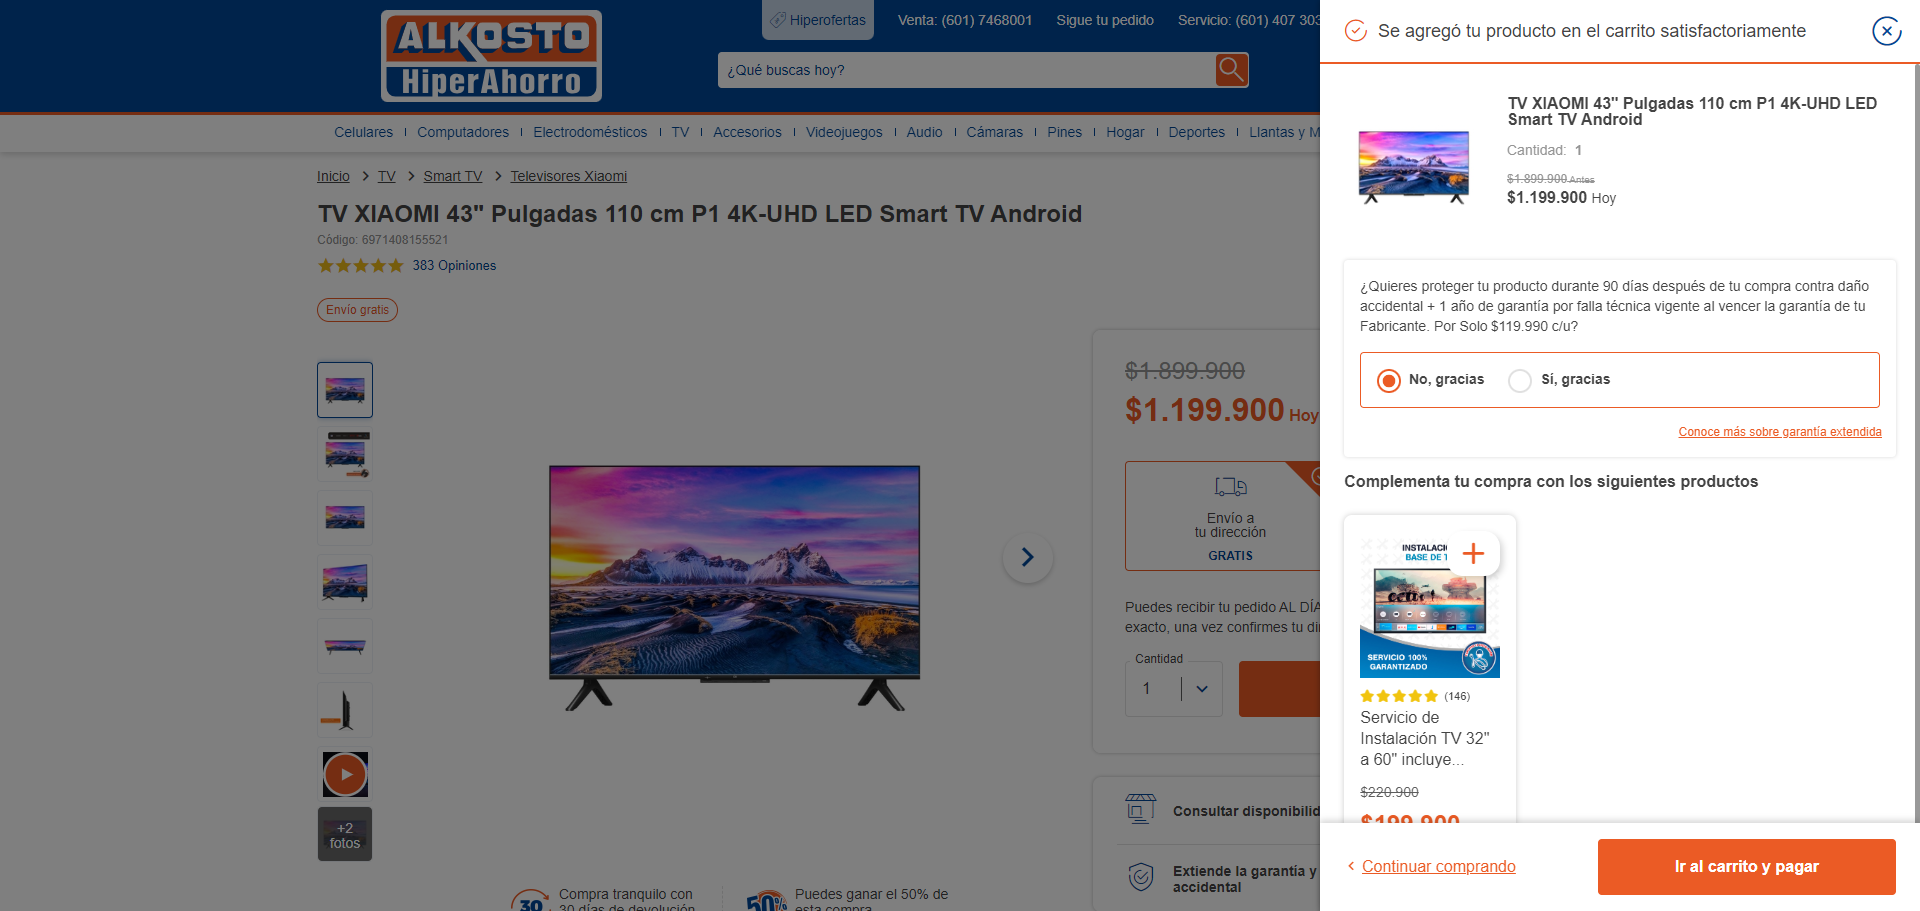 ALKOSTO
HiperAhorro
Hiperofertas
Venta: (601) 7468001
Sigue tu pedido
Servicio: (601) 407 303
¿Qué buscas hoy?
Celulares
Computadores
Electrodomésticos
TV
Accesorios
Videojuegos
Audio
Cámaras
Pines
Hogar
Deportes
Llantas y M
Inicio > TV > Smart TV > Televisores Xiaomi
TV XIAOMI 43" Pulgadas 110 cm P1 4K-UHD LED Smart TV Android
Código: 6971408155521
383 Opiniones
Envío gratis
+2
fotos
$1.899.900
$1.199.900 Hoy
Envío a
tu dirección
GRATIS
Puedes recibir tu pedido AL DÍA
exacto, una vez confirmes tu di
Cantidad
1
Consultar disponibilid
Extiende la garantía y
accidental
30
Compra tranquilo con
30 días de devolución
50%
Puedes ganar el 50% de
esta compra
Se agregó tu producto en el carrito satisfactoriamente
TV XIAOMI 43" Pulgadas 110 cm P1 4K-UHD LED
Smart TV Android
Cantidad: 1
$1.899.900 Antes
$1.199.900 Hoy
¿Quieres proteger tu producto durante 90 días después de tu compra contra daño
accidental + 1 año de garantía por falla técnica vigente al vencer la garantía de tu
Fabricante. Por Solo $119.990 c/u?
No, gracias
Sí, gracias
Conoce más sobre garantía extendida
Complementa tu compra con los siguientes productos
INSTALACI
BASE DE T
SERVICIO 100%
GARANTIZADO
(146)
Servicio de
Instalación TV 32"
a 60" incluye...
$220.900
$199.900
Continuar comprando
Ir al carrito y pagar